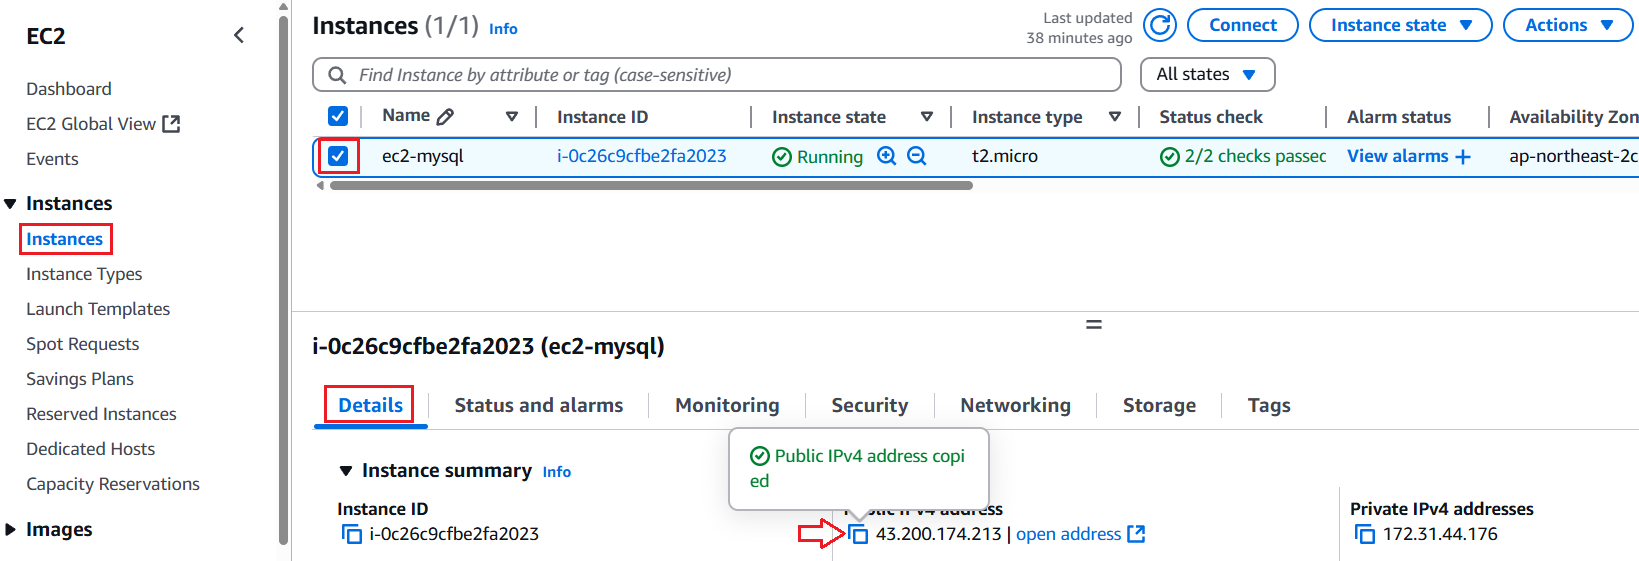 EC2
Dashboard
EC2 Global View
Events
Instances
Instances
Instance Types
Launch Templates
Spot Requests
Savings Plans
Reserved Instances
Dedicated Hosts
Capacity Reservations
Images
Instances (1/1) Info
Last updated
38 minutes ago
Connect
Instance state
Actions
Find Instance by attribute or tag (case-sensitive)
All states
Name Instance ID Instance state Instance type Status check Alarm status Availability Zon
ec2-mysql i-0c26c9cfbe2fa2023 Running t2.micro 2/2 checks passec View alarms + ap-northeast-2c
i-0c26c9cfbe2fa2023 (ec2-mysql)
Details Status and alarms Monitoring Security Networking Storage Tags
Public IPv4 address copi
ed
Instance summary Info
Instance ID
i-0c26c9cfbe2fa2023
Public IPv4 address
43.200.174.213 | open address
Private IPv4 addresses
172.31.44.176